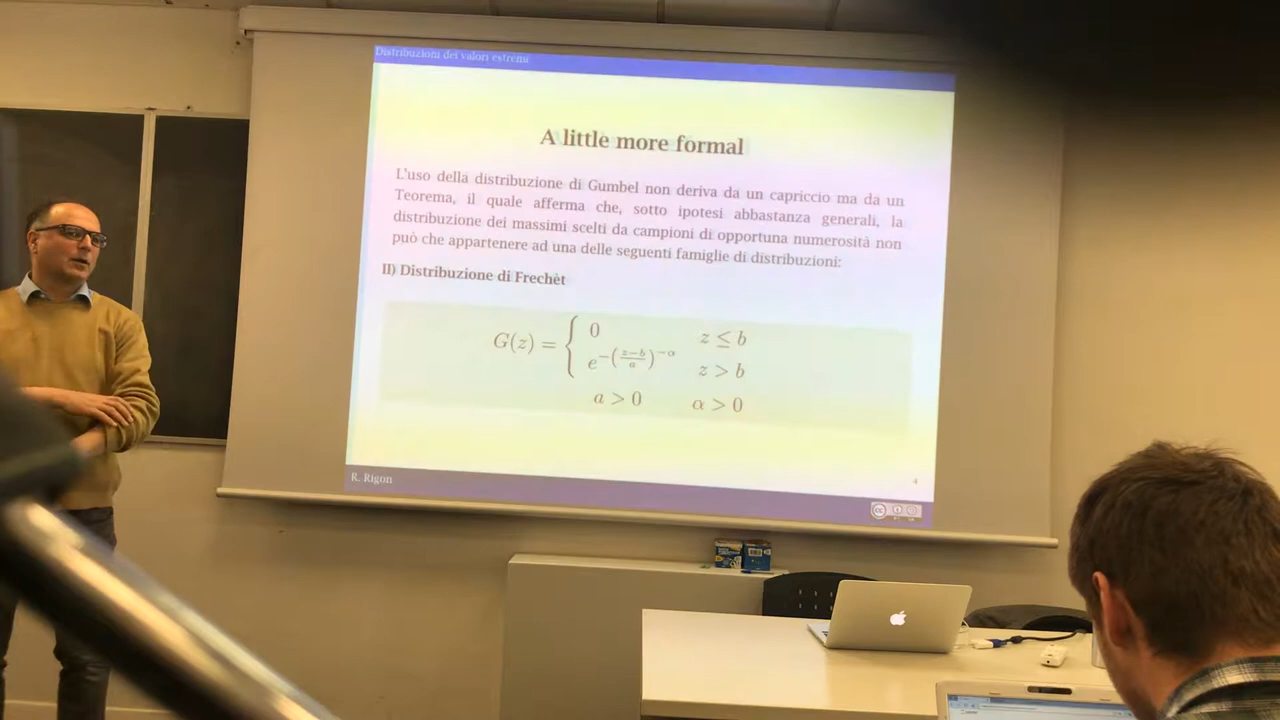 Distribuzioni dei valori estremi
A little more formal
L'uso della distribuzione di Gumbel non deriva da un capriccio ma da un
Teorema, il quale afferma che, sotto ipotesi abbastanza generali, la
distribuzione dei massimi scelti da campioni di opportuna numerosità non
può che appartenere ad una delle seguenti famiglie di distribuzioni:
II) Distribuzione di Frechèt
G(z) = { 0 z ≤ b
e^{-(\frac{z-b}{a})^{-α}} z > b
a > 0 α > 0
R. Rigon
4
cc